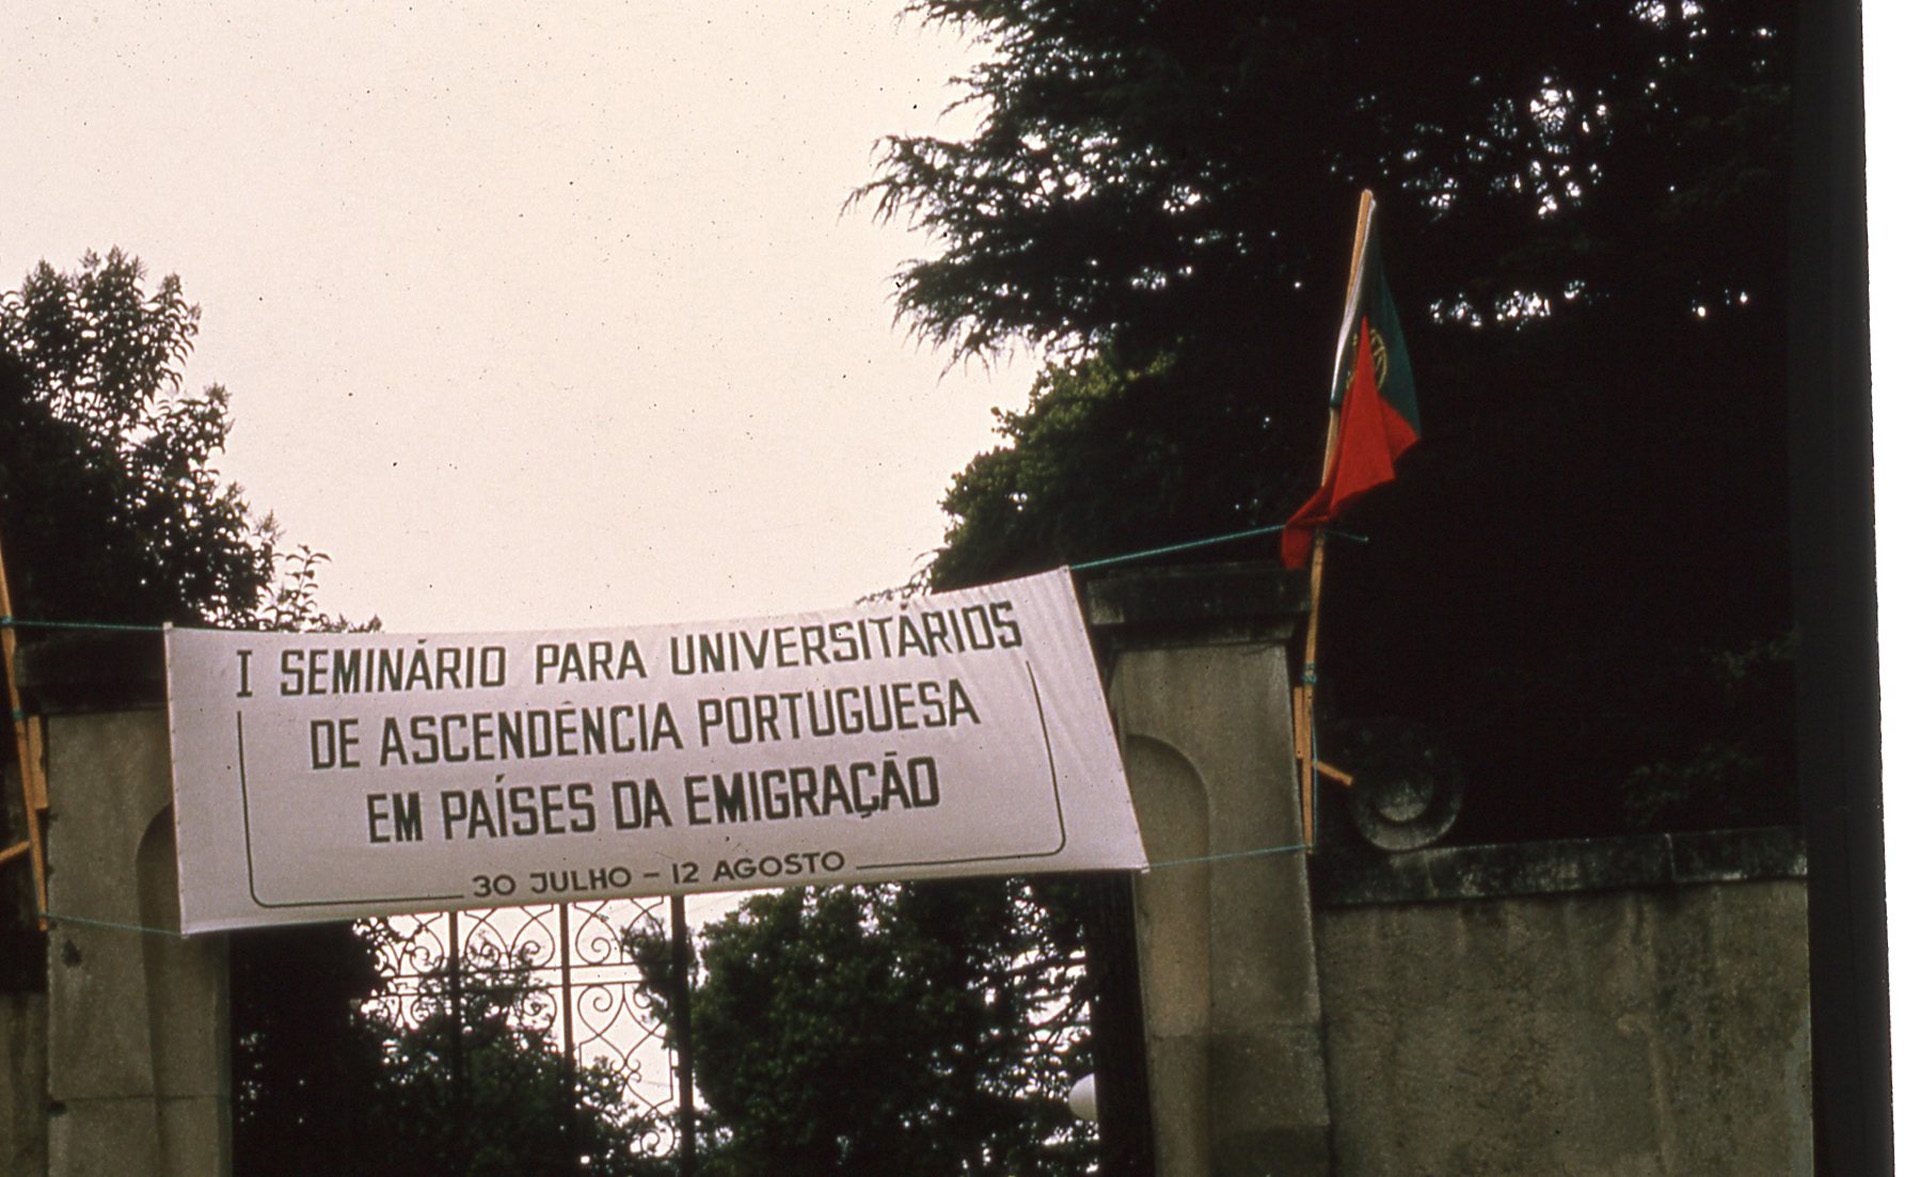 I SEMINÁRIO PARA UNIVERSITÁRIOS
DE ASCENDÊNCIA PORTUGUESA
EM PAÍSES DA EMIGRAÇÃO
30 JULHO - 12 AGOSTO